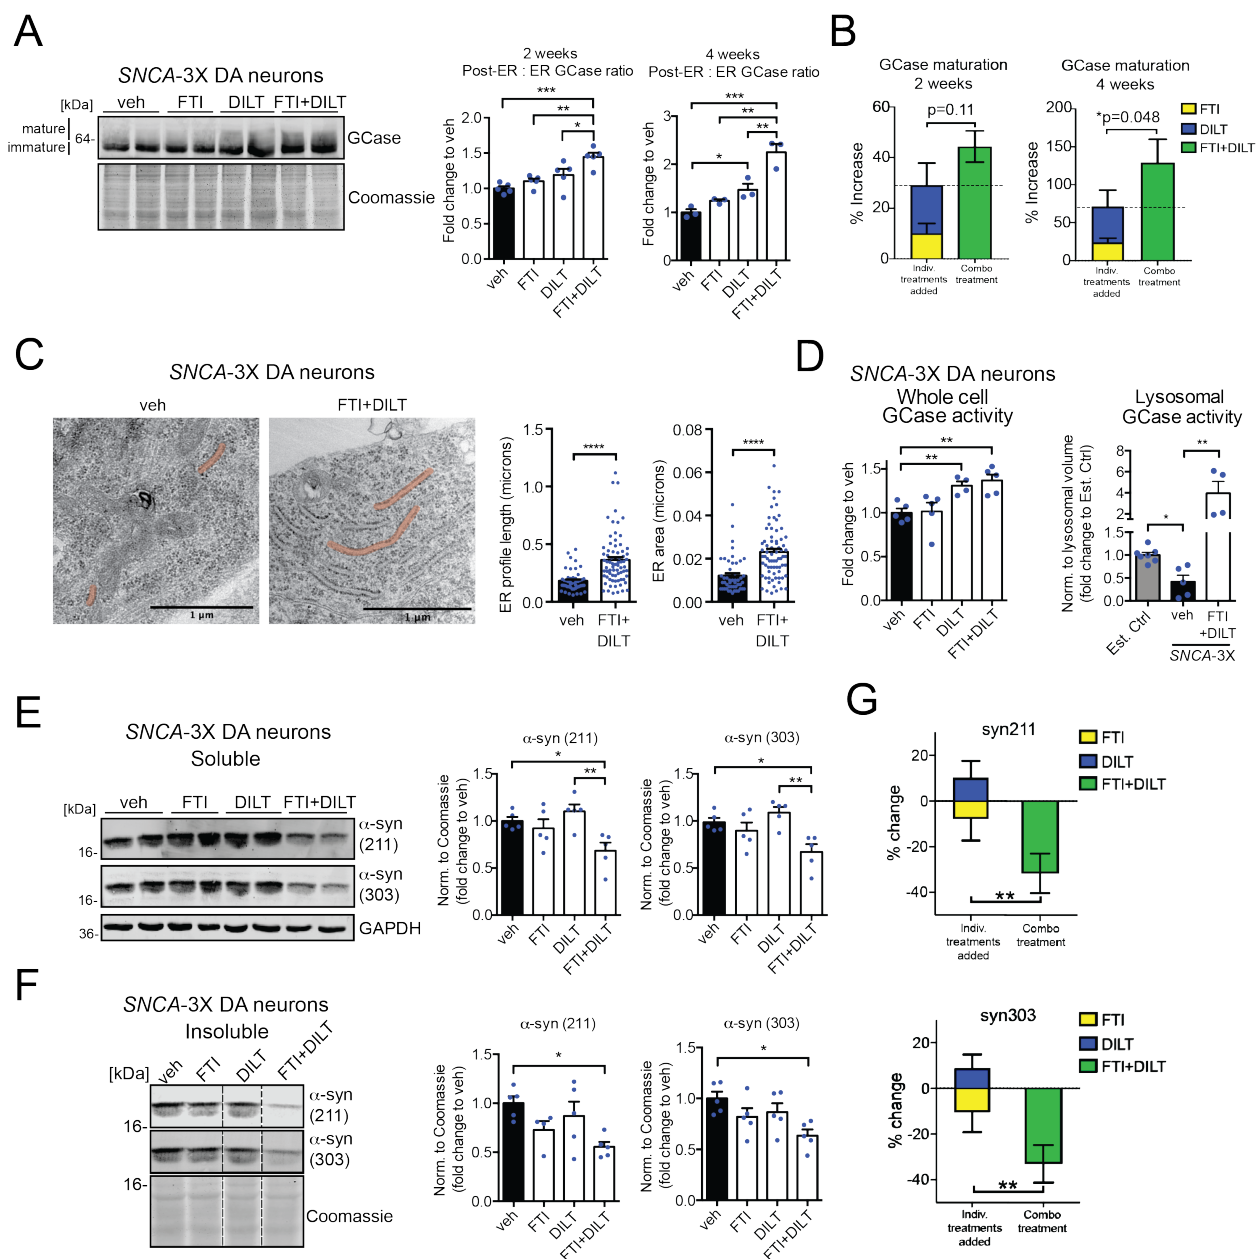 A
SNCA-3X DA neurons
[kDa]
veh FTI DILT FTI+DILT
mature
immature
64-
GCase
Coomassie
2 weeks
Post-ER : ER GCase ratio
Fold change to veh
2.0
1.5
1.0
0.5
0.0
***
**
*
veh
FTI
DILT
FTI+DILT
4 weeks
Post-ER : ER GCase ratio
Fold change to veh
3
2
1
0
***
**
**
*
veh
FTI
DILT
FTI+DILT
B
GCase maturation
2 weeks
% Increase
60
40
20
0
p=0.11
Indiv.
treatments
added
Combo
treatment
GCase maturation
4 weeks
% Increase
200
150
100
50
0
*p=0.048
Indiv.
treatments
added
Combo
treatment
FTI
DILT
FTI+DILT
C
SNCA-3X DA neurons
veh
FTI+DILT
1 µm
1 µm
ER profile length (microns)
1.5
1.0
0.5
0.0
****
veh
FTI+
DILT
ER area (microns)
0.08
0.06
0.04
0.02
0.00
****
veh
FTI+
DILT
D
SNCA-3X DA neurons
Whole cell
GCase activity
Fold change to veh
1.5
1.0
0.5
0.0
**
**
veh
FTI
DILT
FTI+DILT
Lysosomal
GCase activity
Norm. to lysosomal volume
(fold change to Est. Ctrl)
8
6
4
2
1.5
1.0
0.5
0.0
**
*
Est. Ctrl
veh
FTI
+DILT
SNCA-3X
E
SNCA-3X DA neurons
Soluble
[kDa]
veh FTI DILT FTI+DILT
16-
α-syn
(211)
16-
α-syn
(303)
36-
GAPDH
α-syn (211)
Norm. to Coomassie
(fold change to veh)
1.5
1.0
0.5
0.0
*
**
veh
FTI
DILT
FTI+DILT
α-syn (303)
Norm. to Coomassie
(fold change to veh)
1.5
1.0
0.5
0.0
*
**
veh
FTI
DILT
FTI+DILT
F
SNCA-3X DA neurons
Insoluble
[kDa]
veh FTI DILT FTI+DILT
16-
α-syn
(211)
16-
α-syn
(303)
Coomassie
α-syn (211)
Norm. to Coomassie
(fold change to veh)
1.5
1.0
0.5
0.0
*
veh
FTI
DILT
FTI+DILT
α-syn (303)
Norm. to Coomassie
(fold change to veh)
1.5
1.0
0.5
0.0
*
veh
FTI
DILT
FTI+DILT
G
syn211
% change
20
0
-20
-40
**
Indiv.
treatments
added
Combo
treatment
FTI
DILT
FTI+DILT
syn303
% change
20
0
-20
-40
**
Indiv.
treatments
added
Combo
treatment
FTI
DILT
FTI+DILT